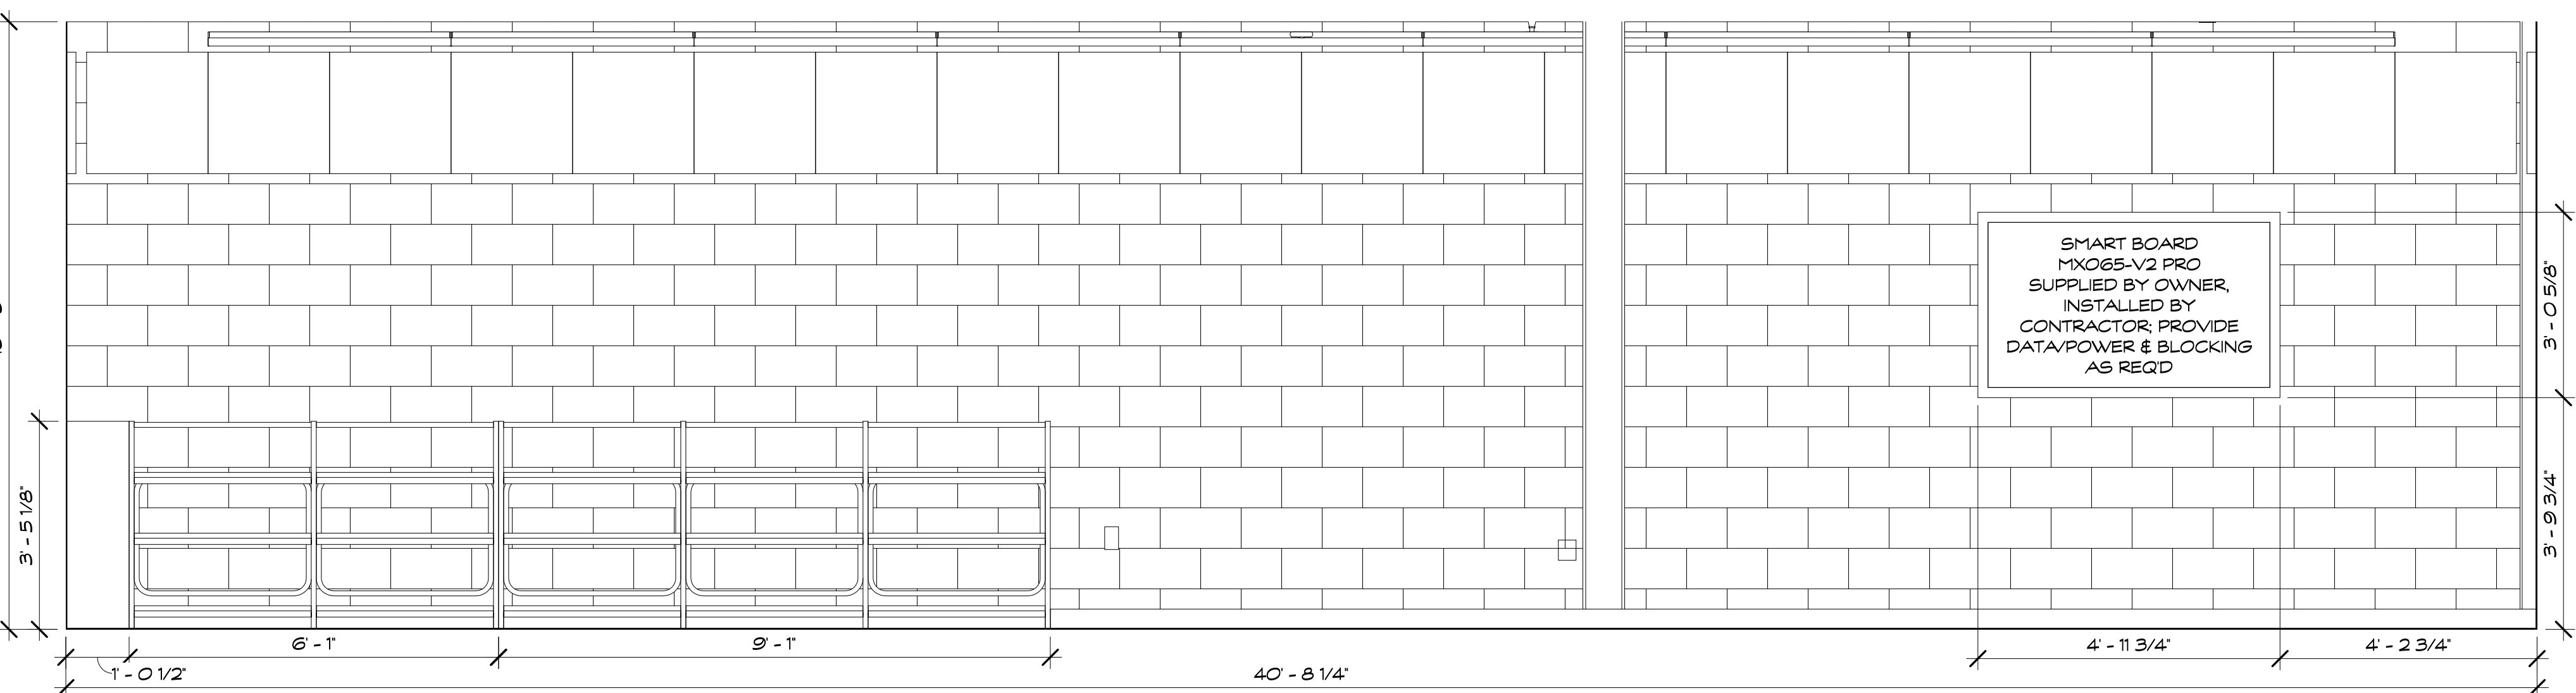 SMART BOARD
MX065-V2 PRO
SUPPLIED BY OWNER,
INSTALLED BY
CONTRACTOR; PROVIDE
DATA/POWER & BLOCKING
AS REQ'D
3' - 0 5/8"
3' - 9 3/4"
3' - 5 1/8"
6' - 1"
9' - 1"
4' - 11 3/4"
4' - 2 3/4"
1' - 0 1/2"
40' - 8 1/4"